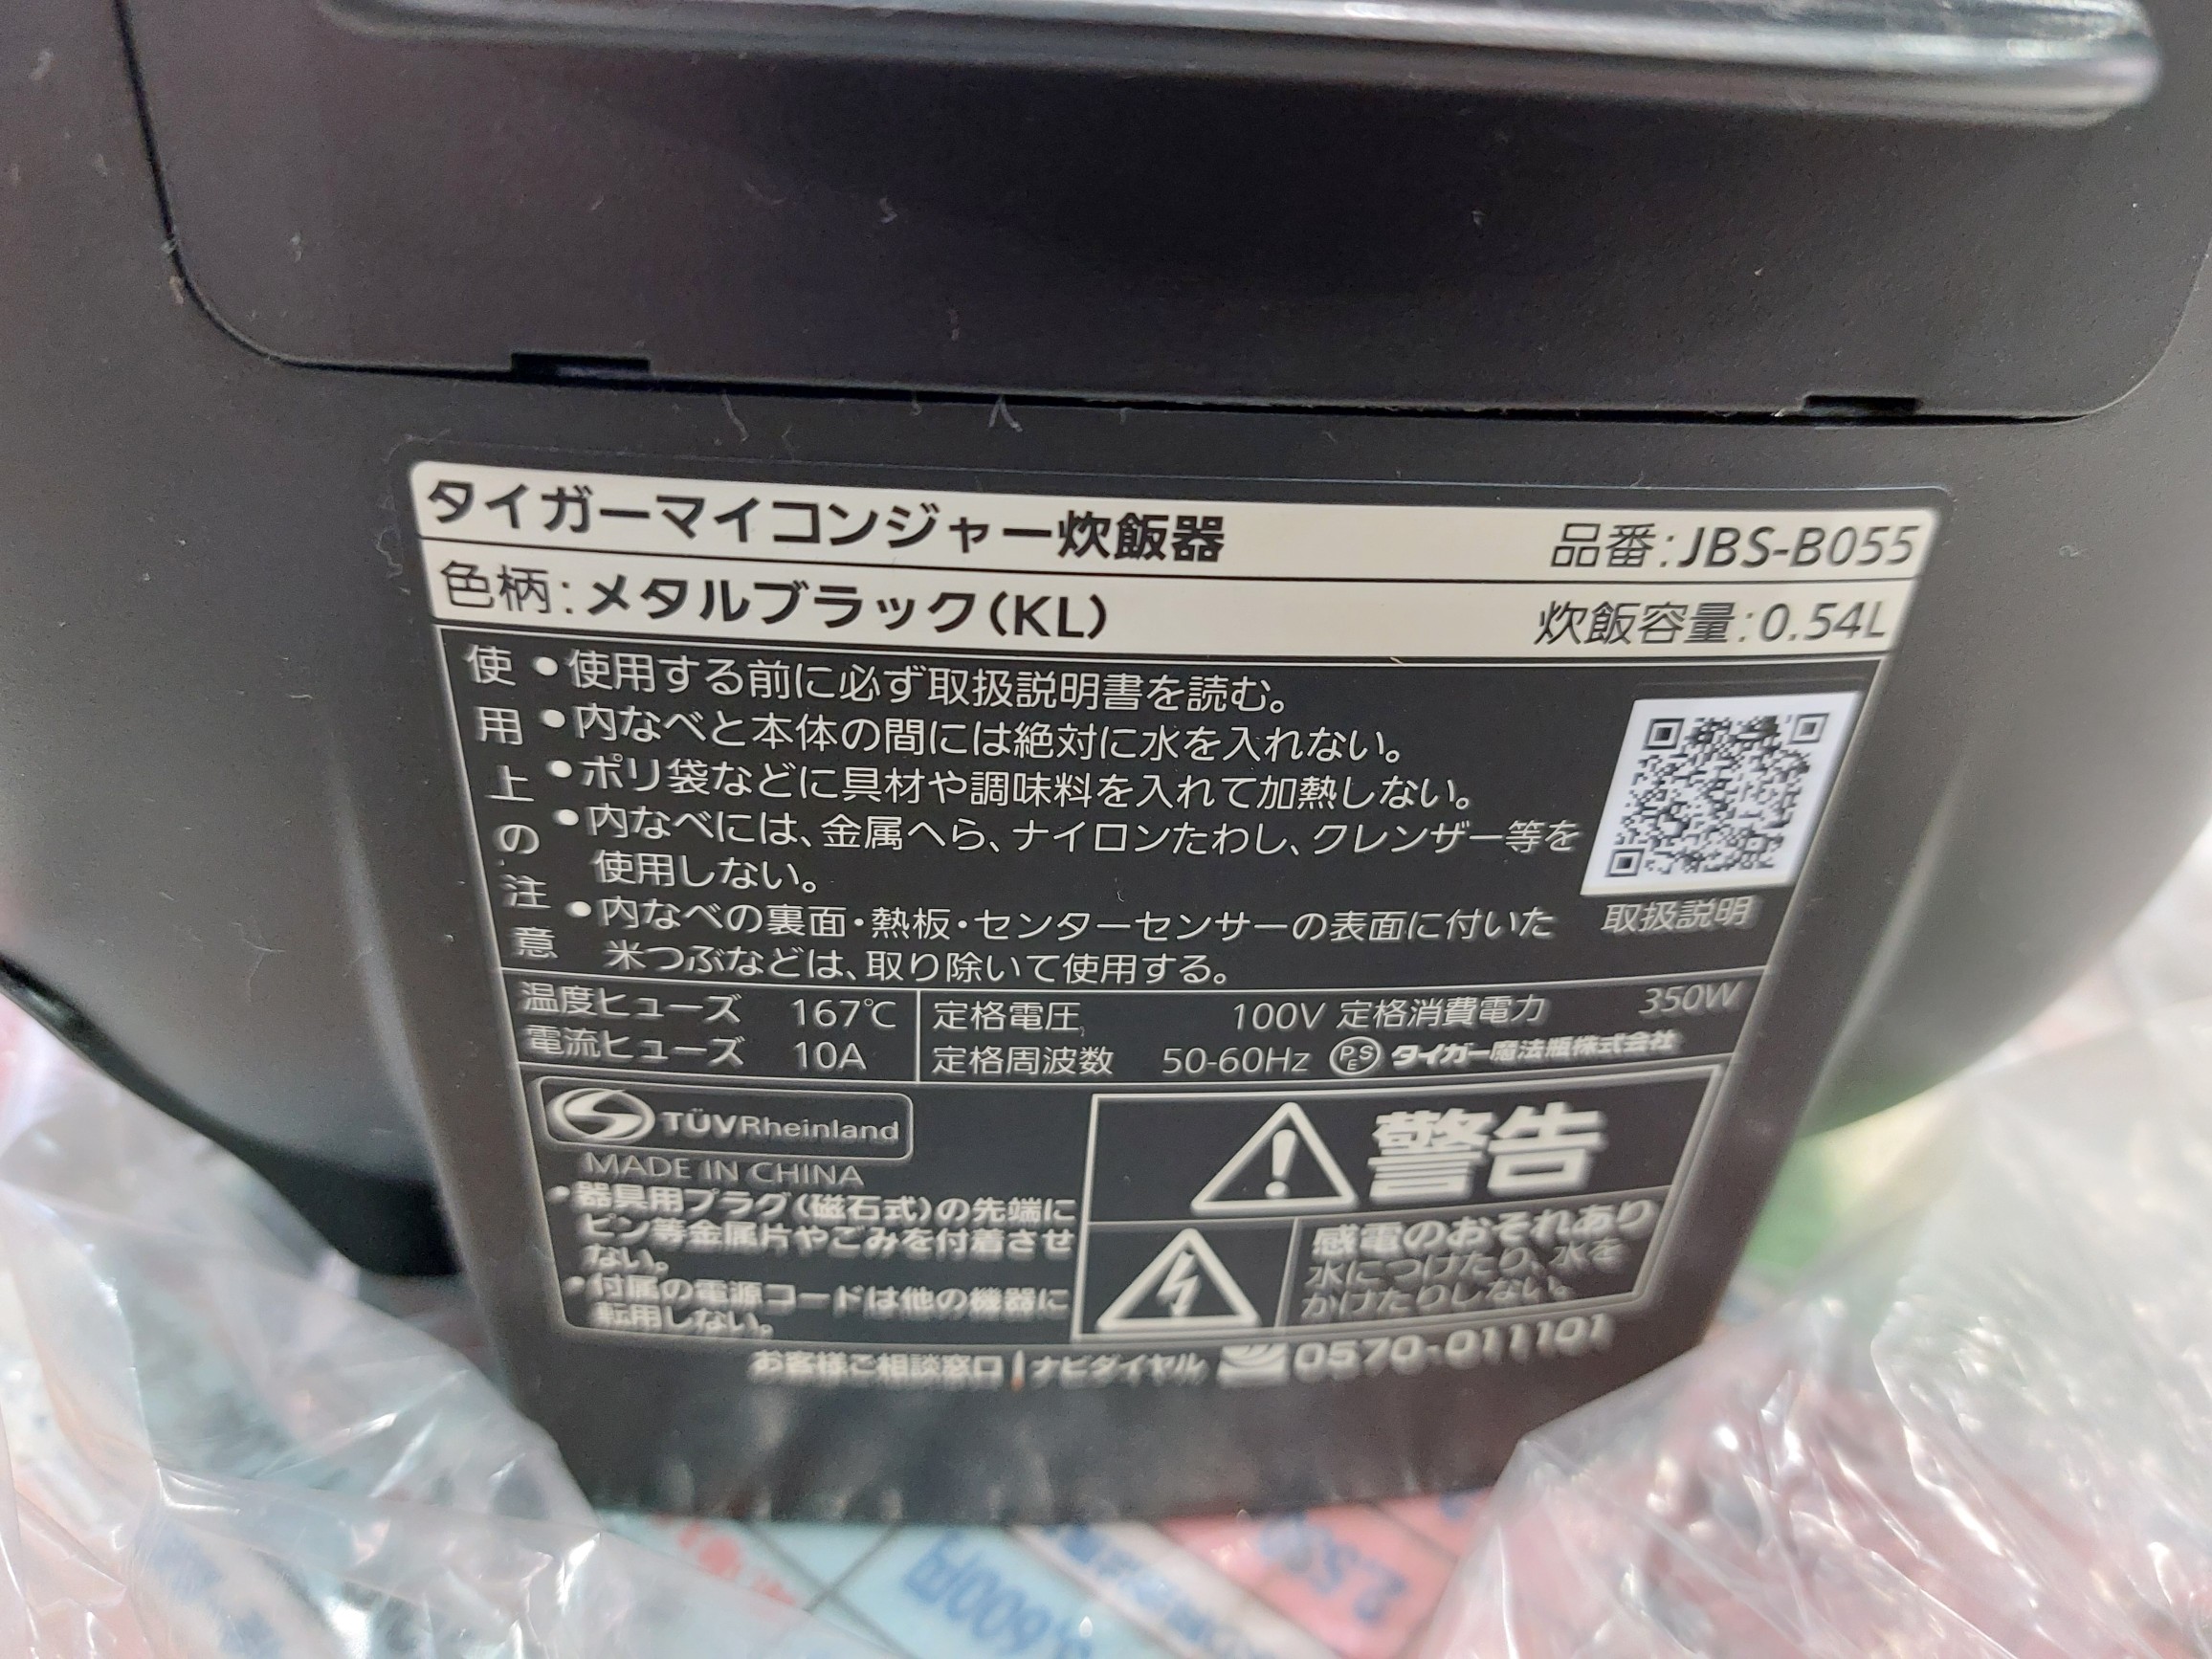 タイガーマイコンジャー炊飯器 品番:JBS-B055
色柄:メタルブラック(KL) 炊飯容量:0.54L
使用上の注意
•使用する前に必ず取扱説明書を読む。
•内なべと本体の間には絶対に水を入れない。
•ポリ袋などに具材や調味料を入れて加熱しない。
•内なべには、金属へら、ナイロンたわし、クレンザー等を
使用しない。
•内なべの裏面・熱板・センターセンサーの表面に付いた
米つぶなどは、取り除いて使用する。
取扱説明
温度ヒューズ 167℃
電流ヒューズ 10A
定格電圧 100V 定格消費電力 350W
定格周波数 50-60Hz PSE タイガー魔法瓶株式会社
TÜVRheinland
MADE IN CHINA
•器具用プラグ(磁石式)の先端に
ピン等金属片やごみを付着させ
ない。
•付属の電源コードは他の機器に
転用しない。
警告
感電のおそれあり
水につけたり、水を
かけたりしない。
お客様ご相談窓口|ナビダイヤル 0570-011101